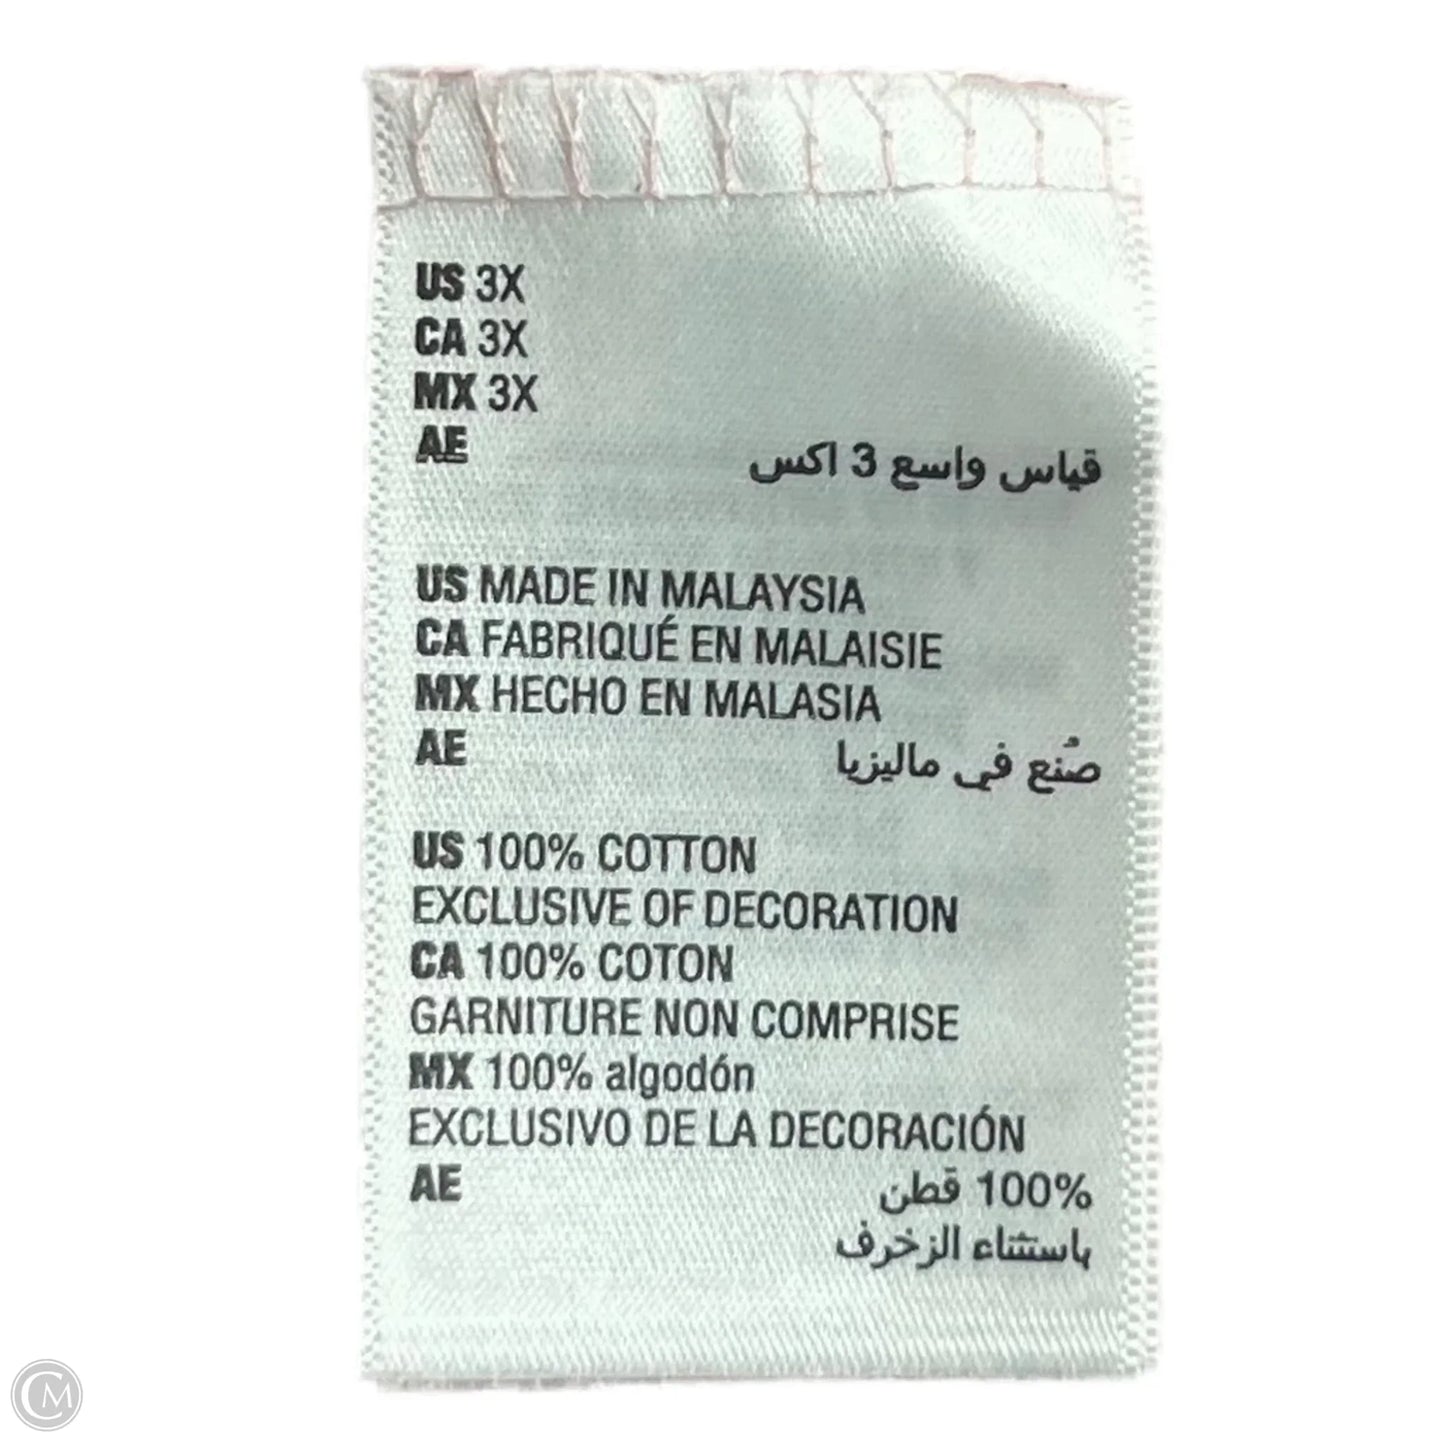 US 3X
CA 3X
MX 3X
AE قياس واسع 3 اكس
US MADE IN MALAYSIA
CA FABRIQUÉ EN MALAISIE
MX HECHO EN MALASIA
AE صُنع في ماليزيا
US 100% COTTON
EXCLUSIVE OF DECORATION
CA 100% COTON
GARNITURE NON COMPRISE
MX 100% algodón
EXCLUSIVO DE LA DECORACIÓN
AE 100% قطن
باستثناء الزخرف
CM